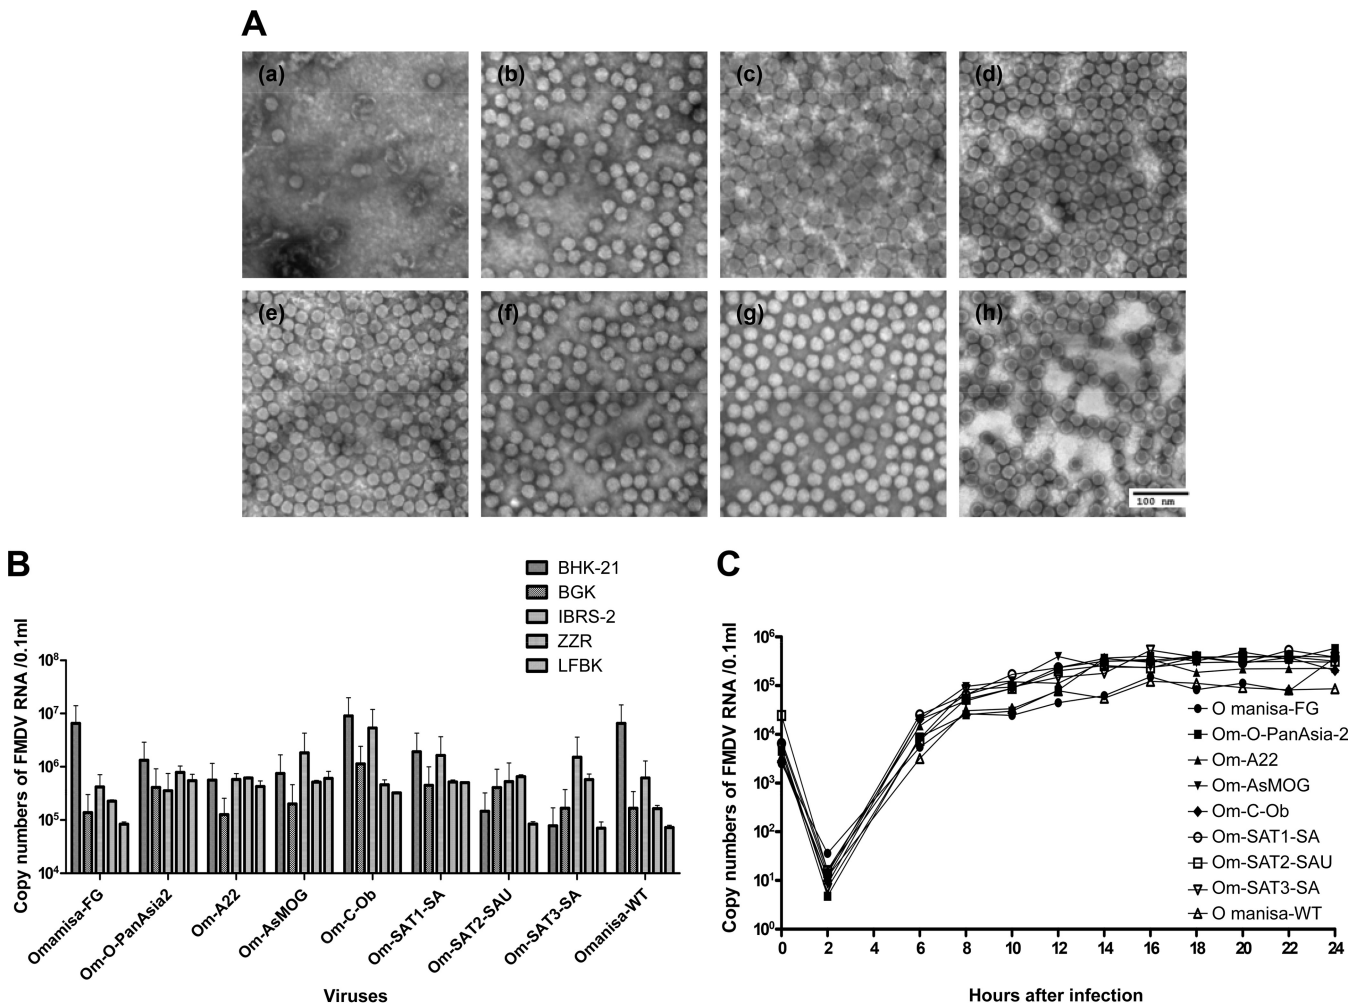 A
(a)
(b)
(c)
(d)
(e)
(f)
(g)
(h)
100 nm
B
BHK-21
BGK
IBRS-2
ZZR
LFBK
Copy numbers of FMDV RNA /0.1ml
10^8
10^7
10^6
10^5
10^4
Omamisa-FG
Om-O-PanAsia2
Om-A22
Om-AsMOG
Om-C-Ob
Om-SAT1-SA
Om-SAT2-SAU
Om-SAT3-SA
Omanisa-WT
Viruses
C
Copy numbers of FMDV RNA /0.1ml
10^6
10^5
10^4
10^3
10^2
10^1
10^0
O manisa-FG
Om-O-PanAsia-2
Om-A22
Om-AsMOG
Om-C-Ob
Om-SAT1-SA
Om-SAT2-SAU
Om-SAT3-SA
O manisa-WT
0 2 4 6 8 10 12 14 16 18 20 22 24
Hours after infection